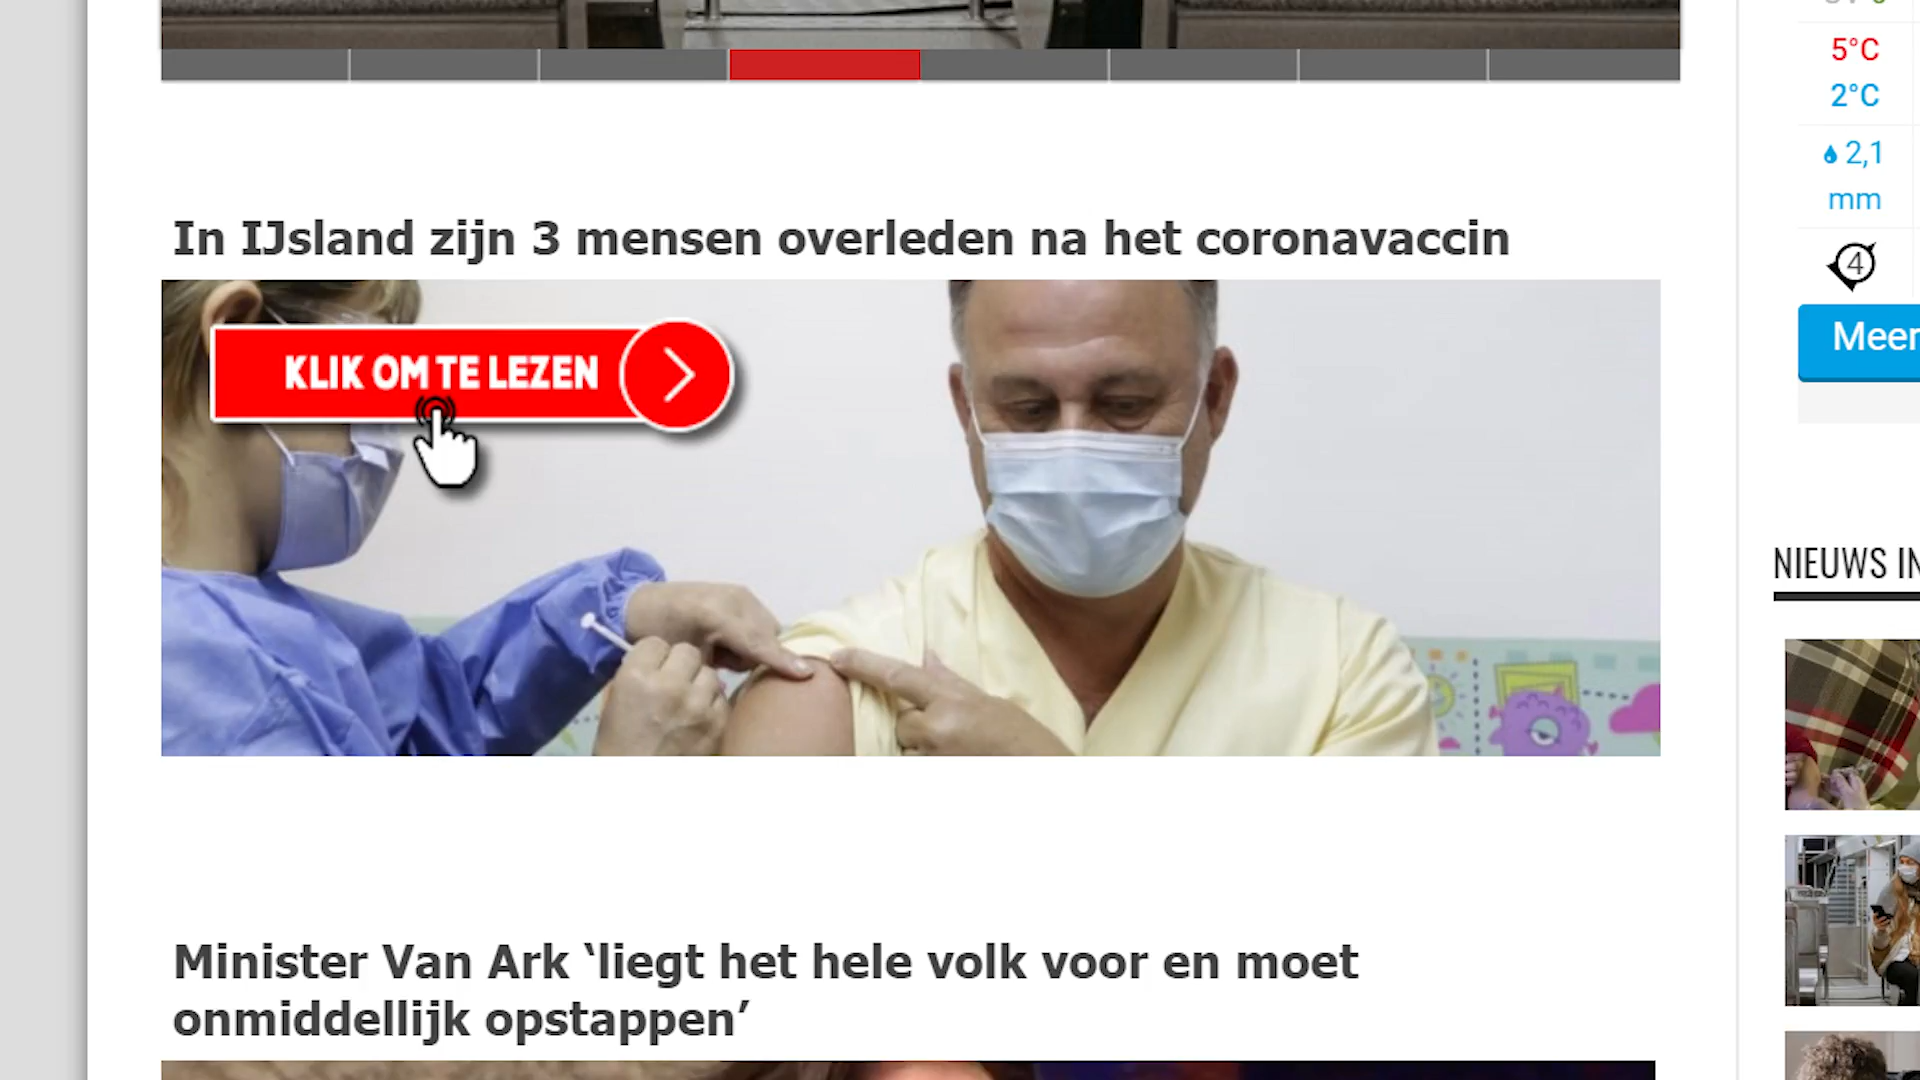 5°C
2°C
2,1
mm
4
Meer
In IJsland zijn 3 mensen overleden na het coronavaccin
KLIK OM TE LEZEN
NIEUWS IN
Minister Van Ark ‘liegt het hele volk voor en moet
onmiddellijk opstappen’